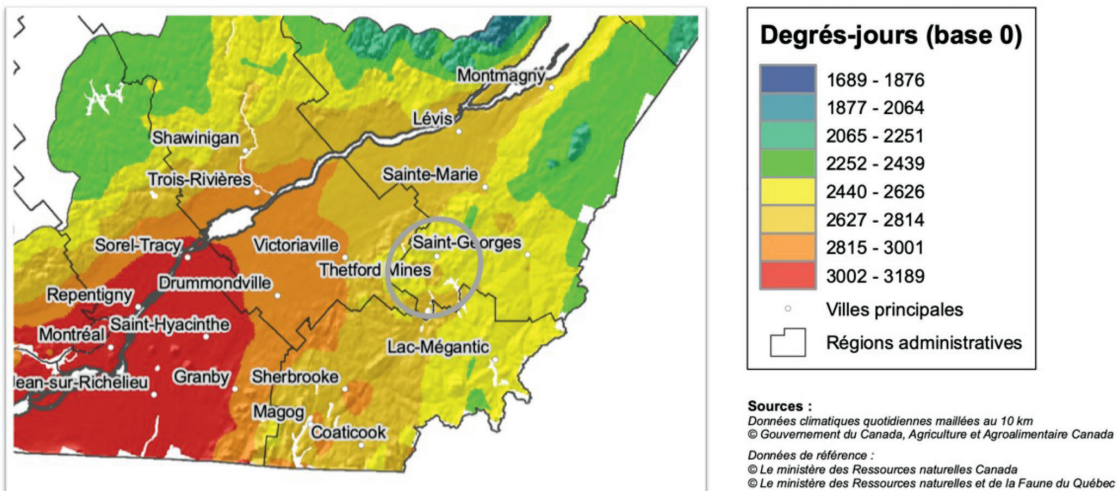 Montmagny
Lévis
Shawinigan
Trois-Rivières
Sainte-Marie
Sorel-Tracy
Victoriaville
Saint-Georges
Thetford Mines
Drummondville
Repentigny
Saint-Hyacinthe
Montréal
Lac-Mégantic
Jean-sur-Richelieu
Granby
Sherbrooke
Magog
Coaticook
Degrés-jours (base 0)
1689 - 1876
1877 - 2064
2065 - 2251
2252 - 2439
2440 - 2626
2627 - 2814
2815 - 3001
3002 - 3189
Villes principales
Régions administratives
Sources :
Données climatiques quotidiennes maillées au 10 km
© Gouvernement du Canada, Agriculture et Agroalimentaire Canada
Données de référence :
© Le ministère des Ressources naturelles Canada
© Le ministère des Ressources naturelles et de la Faune du Québec